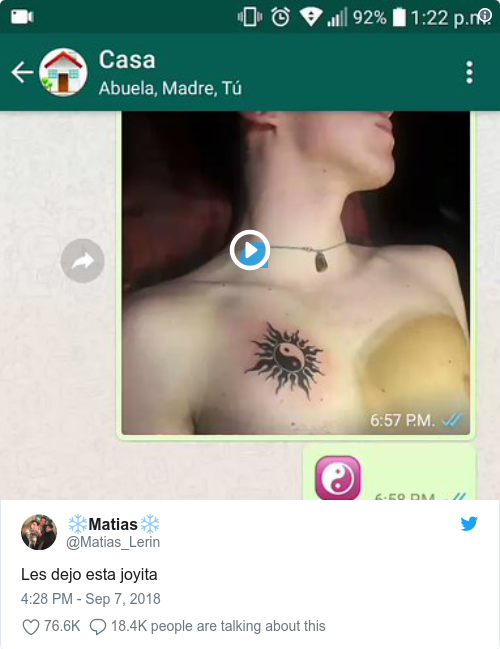 92% 1:22 p.m.
Casa
Abuela, Madre, Tú
6:57 P.M.
6:58 PM
❄Matias❄
@Matias_Lerin
Les dejo esta joyita
4:28 PM - Sep 7, 2018
76.6K 18.4K people are talking about this